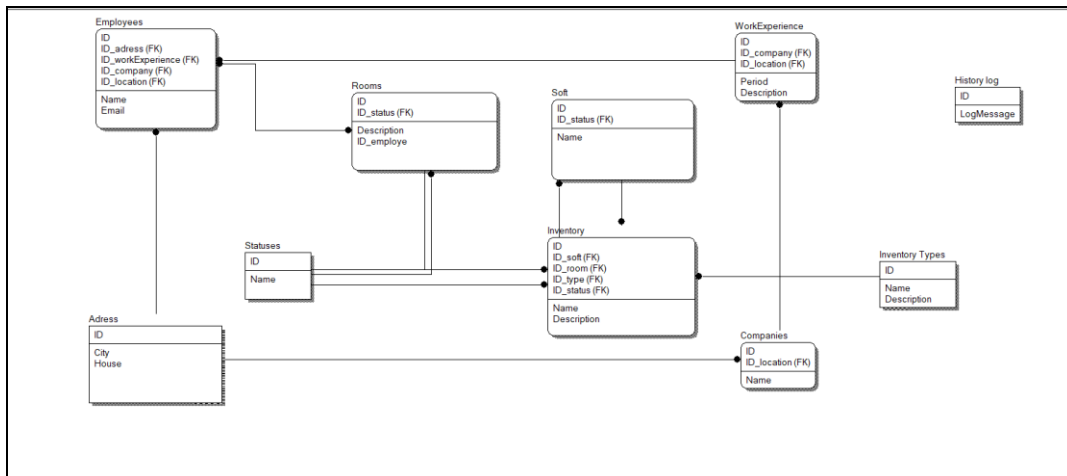 Employees
ID
ID_adress (FK)
ID_workExperience (FK)
ID_company (FK)
ID_location (FK)
Name
Email
WorkExperience
ID
ID_company (FK)
ID_location (FK)
Period
Description
History log
ID
LogMessage
Rooms
ID
ID_status (FK)
Description
ID_employe
Soft
ID
ID_status (FK)
Name
Statuses
ID
Name
Inventory
ID
ID_soft (FK)
ID_room (FK)
ID_type (FK)
ID_status (FK)
Name
Description
Inventory Types
ID
Name
Description
Adress
ID
City
House
Companies
ID
ID_location (FK)
Name